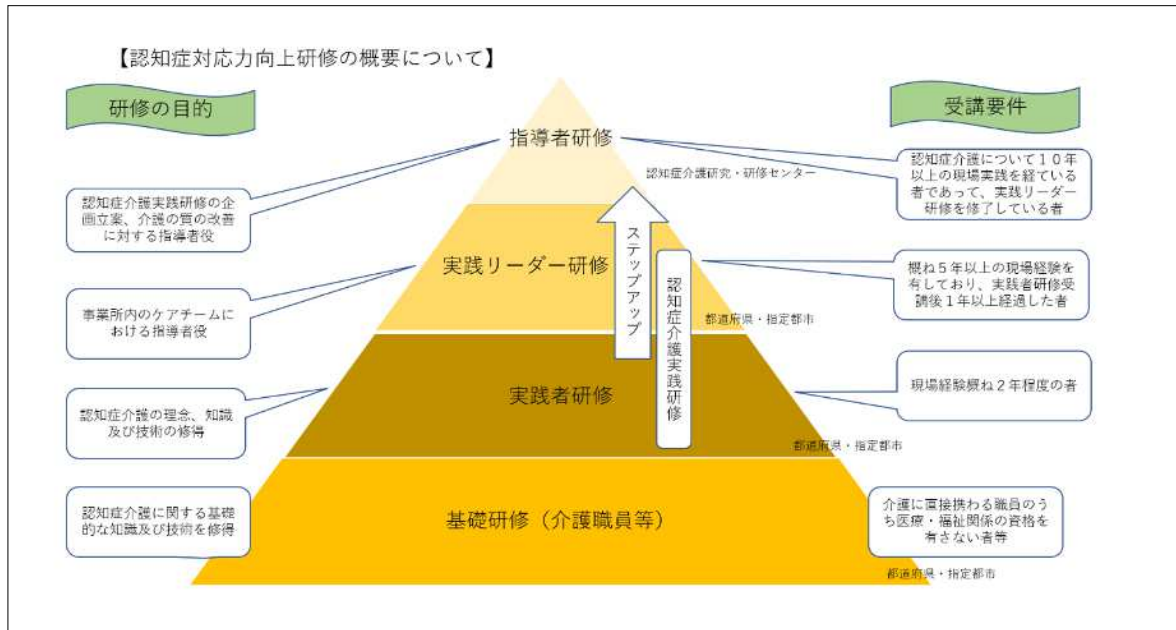 【認知症対応力向上研修の概要について】
研修の目的
受講要件
指導者研修
認知症介護研究・研修センター
認知症介護実践研修の企
画立案、介護の質の改善
に対する指導者役
認知症介護について１０年
以上の現場実践を経ている
者であって、実践リーダー
研修を修了している者
実践リーダー研修
都道府県・指定都市
事業所内のケアチームに
おける指導者役
概ね５年以上の現場経験を
有しており、実践者研修受
講後１年以上経過した者
ステップアップ
認知症介護実践研修
実践者研修
都道府県・指定都市
認知症介護の理念、知識
及び技術の修得
現場経験概ね２年程度の者
基礎研修（介護職員等）
都道府県・指定都市
認知症介護に関する基礎
的な知識及び技術を修得
介護に直接携わる職員のう
ち医療・福祉関係の資格を
有さない者等